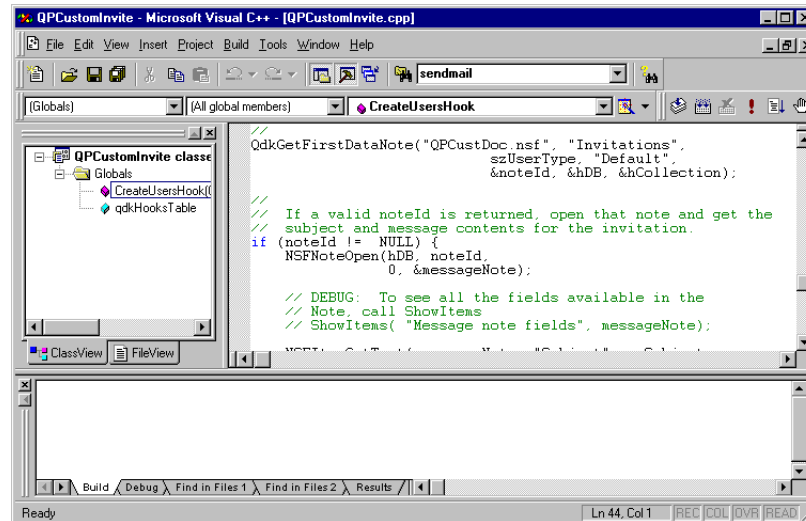 QPCustomInvite - Microsoft Visual C++ - [QPCustomInvite.cpp]
File Edit View Insert Project Build Tools Window Help
sendmail
(Globals) (All global members) CreateUsersHook
QPCustomInvite classe
Globals
CreateUsersHook(
qdkHooksTable
ClassView FileView
//
QdkGetFirstDataNote("QPCustDoc.nsf", "Invitations",
szUserType, "Default",
&noteId, &hDB, &hCollection);
//
// If a valid noteId is returned, open that note and get the
// subject and message contents for the invitation.
if (noteId != NULL) {
NSFNoteOpen(hDB, noteId,
0, &messageNote);
// DEBUG: To see all the fields available in the
// Note, call ShowItems
// ShowItems( "Message note fields", messageNote);
Build Debug Find in Files 1 Find in Files 2 Results
Ready Ln 44, Col 1 REC COL OVR READ